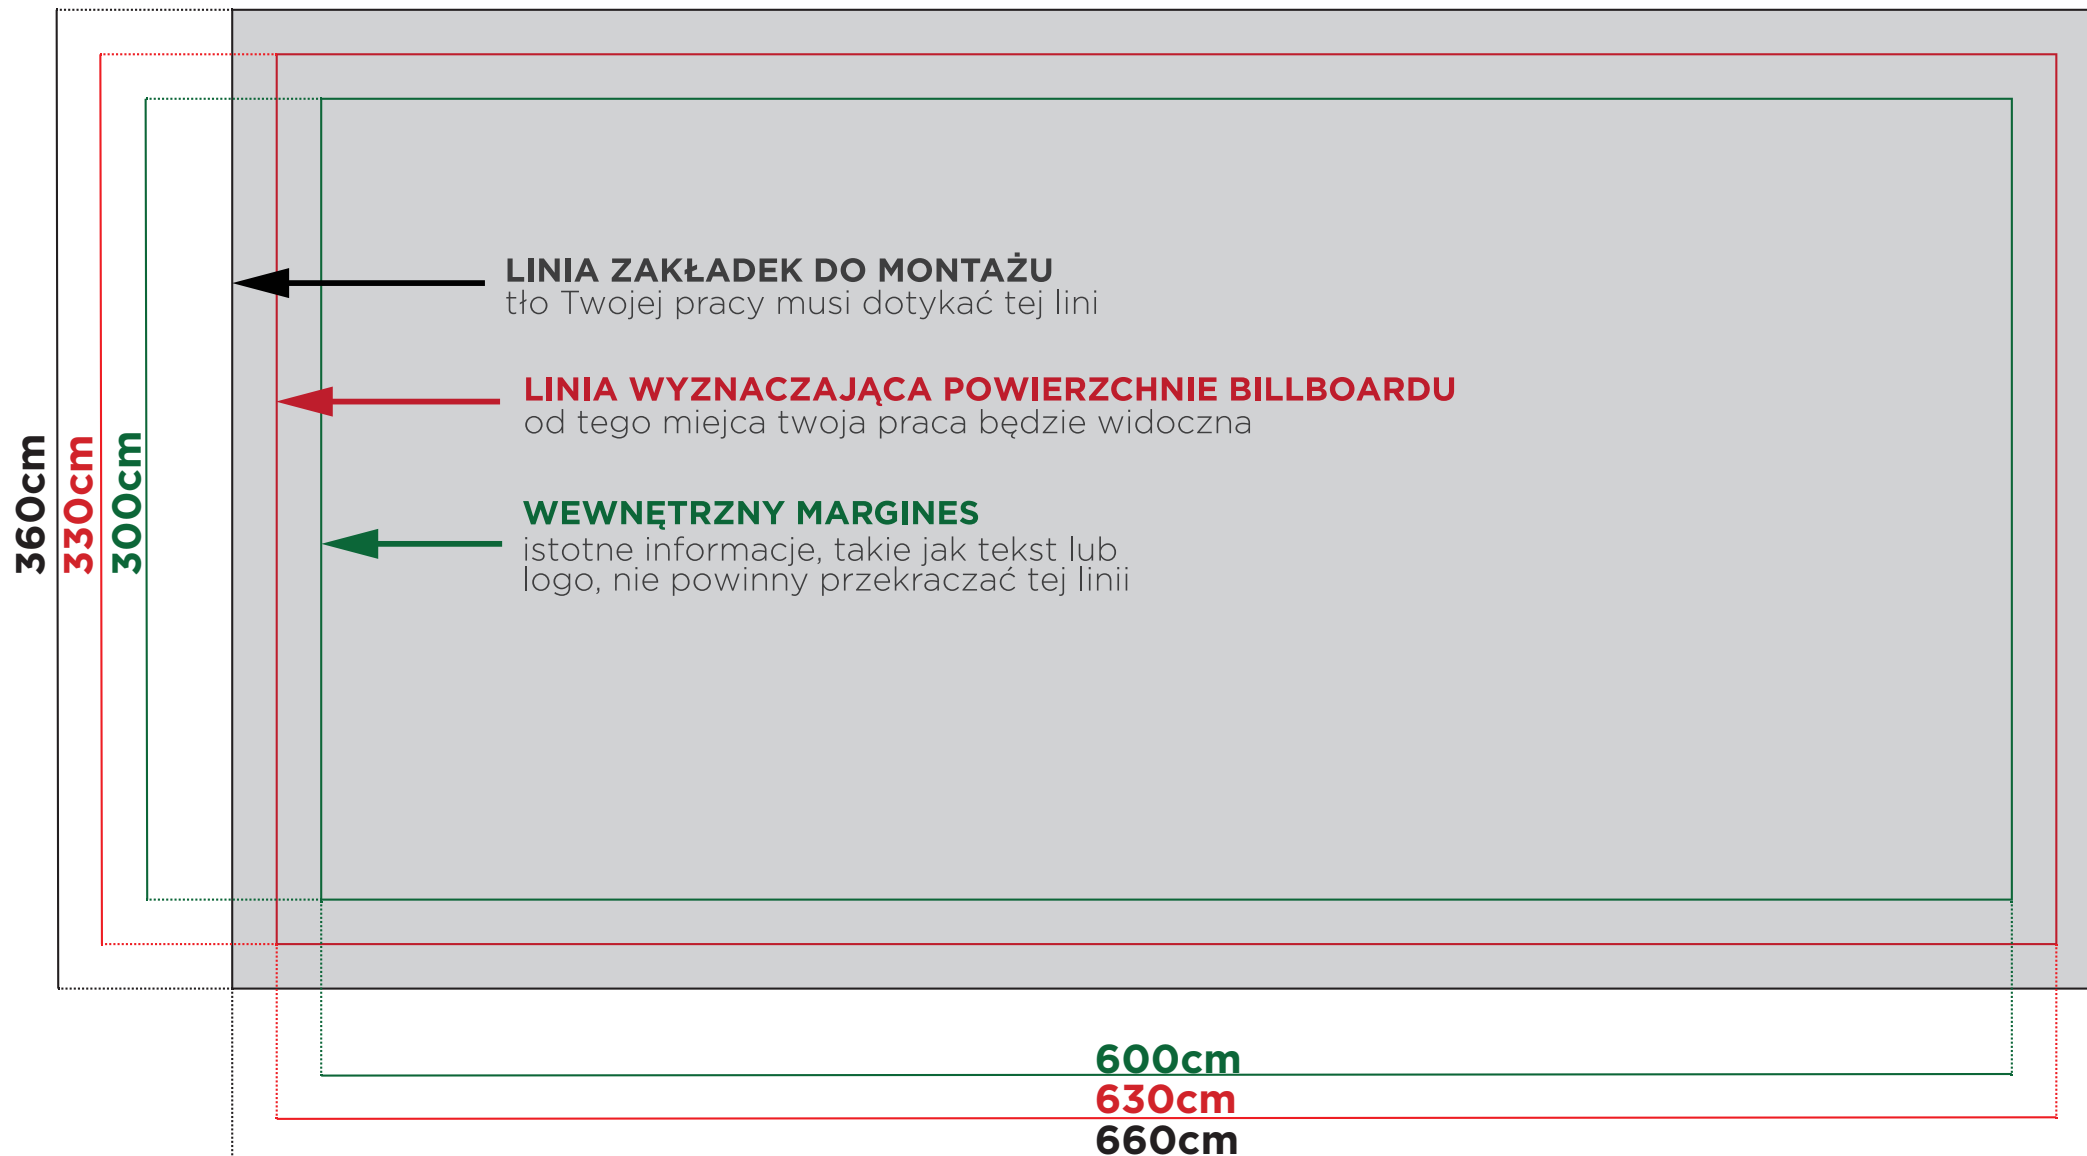 LINIA ZAKŁADEK DO MONTAŻU
tło Twojej pracy musi dotykać tej lini
LINIA WYZNACZAJĄCA POWIERZCHNIE BILLBOARDU
od tego miejca twoja praca będzie widoczna
WEWNĘTRZNY MARGINES
istotne informacje, takie jak tekst lub
logo, nie powinny przekraczać tej linii
360cm
330cm
300cm
600cm
630cm
660cm